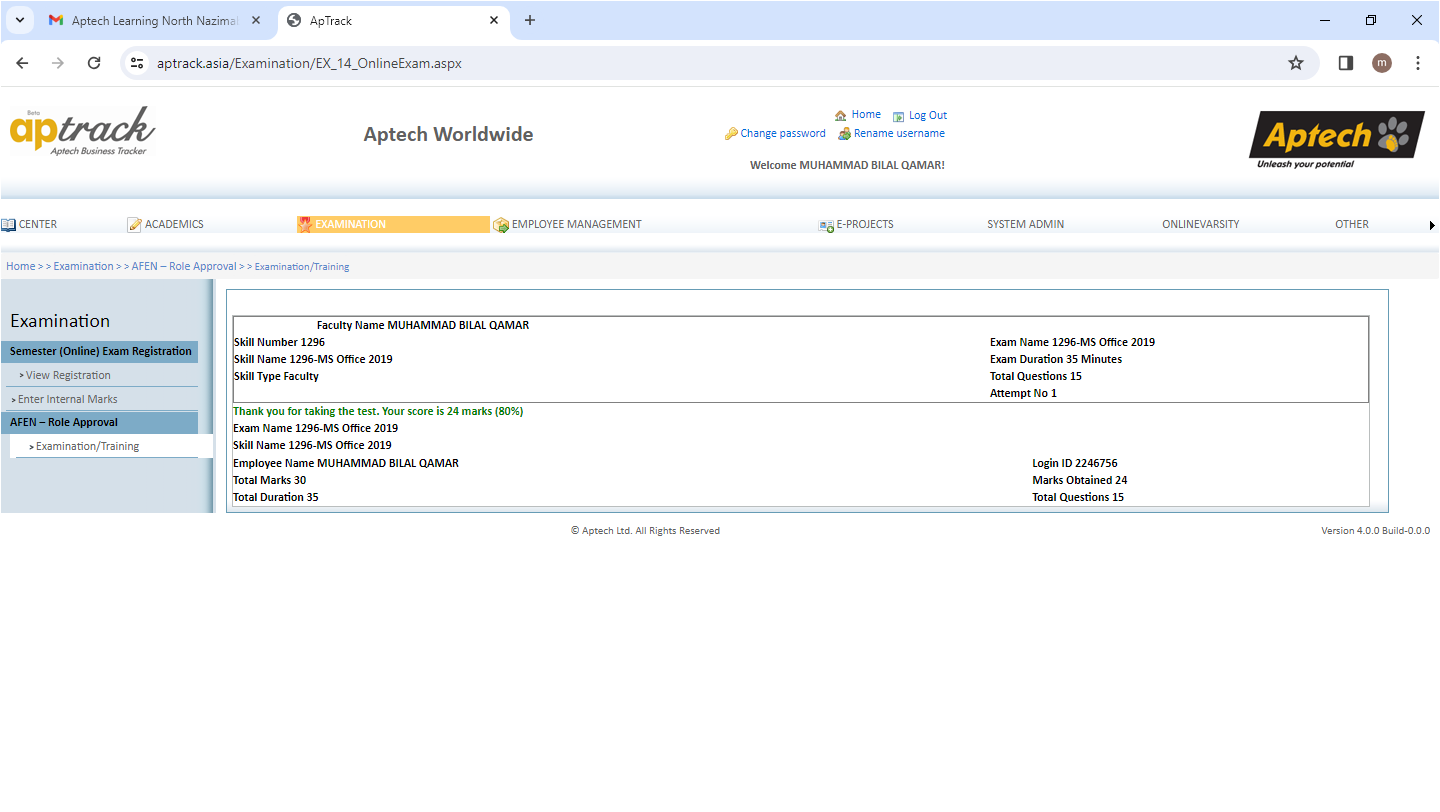 Aptech Learning North Nazima
ApTrack
aptrack.asia/Examination/EX_14_OnlineExam.aspx
m
Beta
aptrack
Aptech Business Tracker
Aptech Worldwide
Home Log Out
Change password Rename username
Welcome MUHAMMAD BILAL QAMAR!
Aptech
Unleash your potential
CENTER ACADEMICS EXAMINATION EMPLOYEE MANAGEMENT E-PROJECTS SYSTEM ADMIN ONLINEVARSITY OTHER
Home > > Examination > > AFEN – Role Approval > > Examination/Training
Examination
Semester (Online) Exam Registration
> View Registration
> Enter Internal Marks
AFEN – Role Approval
> Examination/Training
Faculty Name MUHAMMAD BILAL QAMAR
Skill Number 1296 Exam Name 1296-MS Office 2019
Skill Name 1296-MS Office 2019 Exam Duration 35 Minutes
Skill Type Faculty Total Questions 15
Attempt No 1
Thank you for taking the test. Your score is 24 marks (80%)
Exam Name 1296-MS Office 2019
Skill Name 1296-MS Office 2019
Employee Name MUHAMMAD BILAL QAMAR Login ID 2246756
Total Marks 30 Marks Obtained 24
Total Duration 35 Total Questions 15
© Aptech Ltd. All Rights Reserved Version 4.0.0 Build-0.0.0